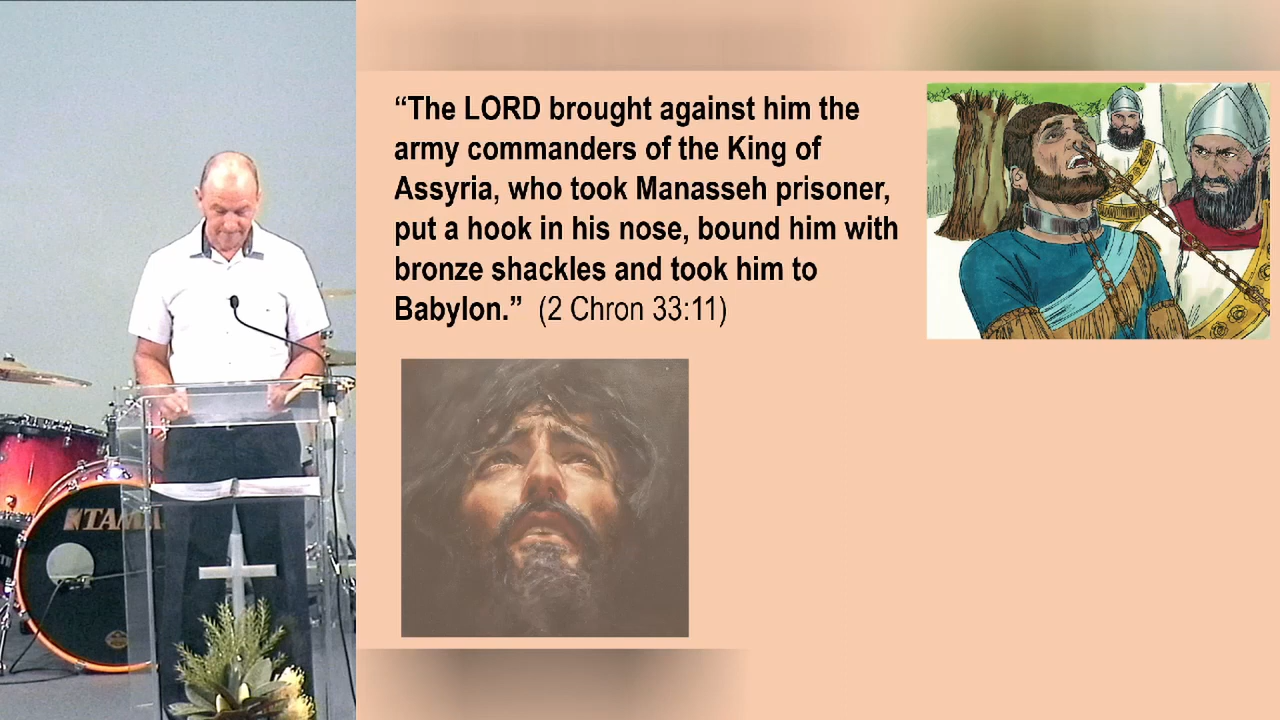 “The LORD brought against him the
army commanders of the King of
Assyria, who took Manasseh prisoner,
put a hook in his nose, bound him with
bronze shackles and took him to
Babylon.” (2 Chron 33:11)
TAMA